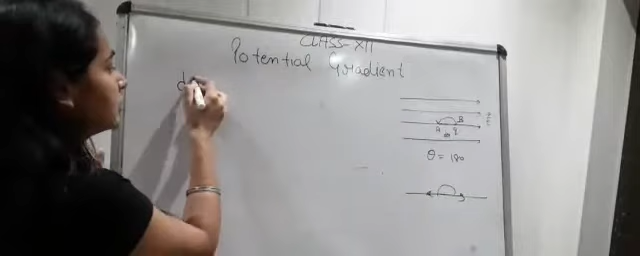 CLASS-XII
Potential Gradient
d
θ = 180